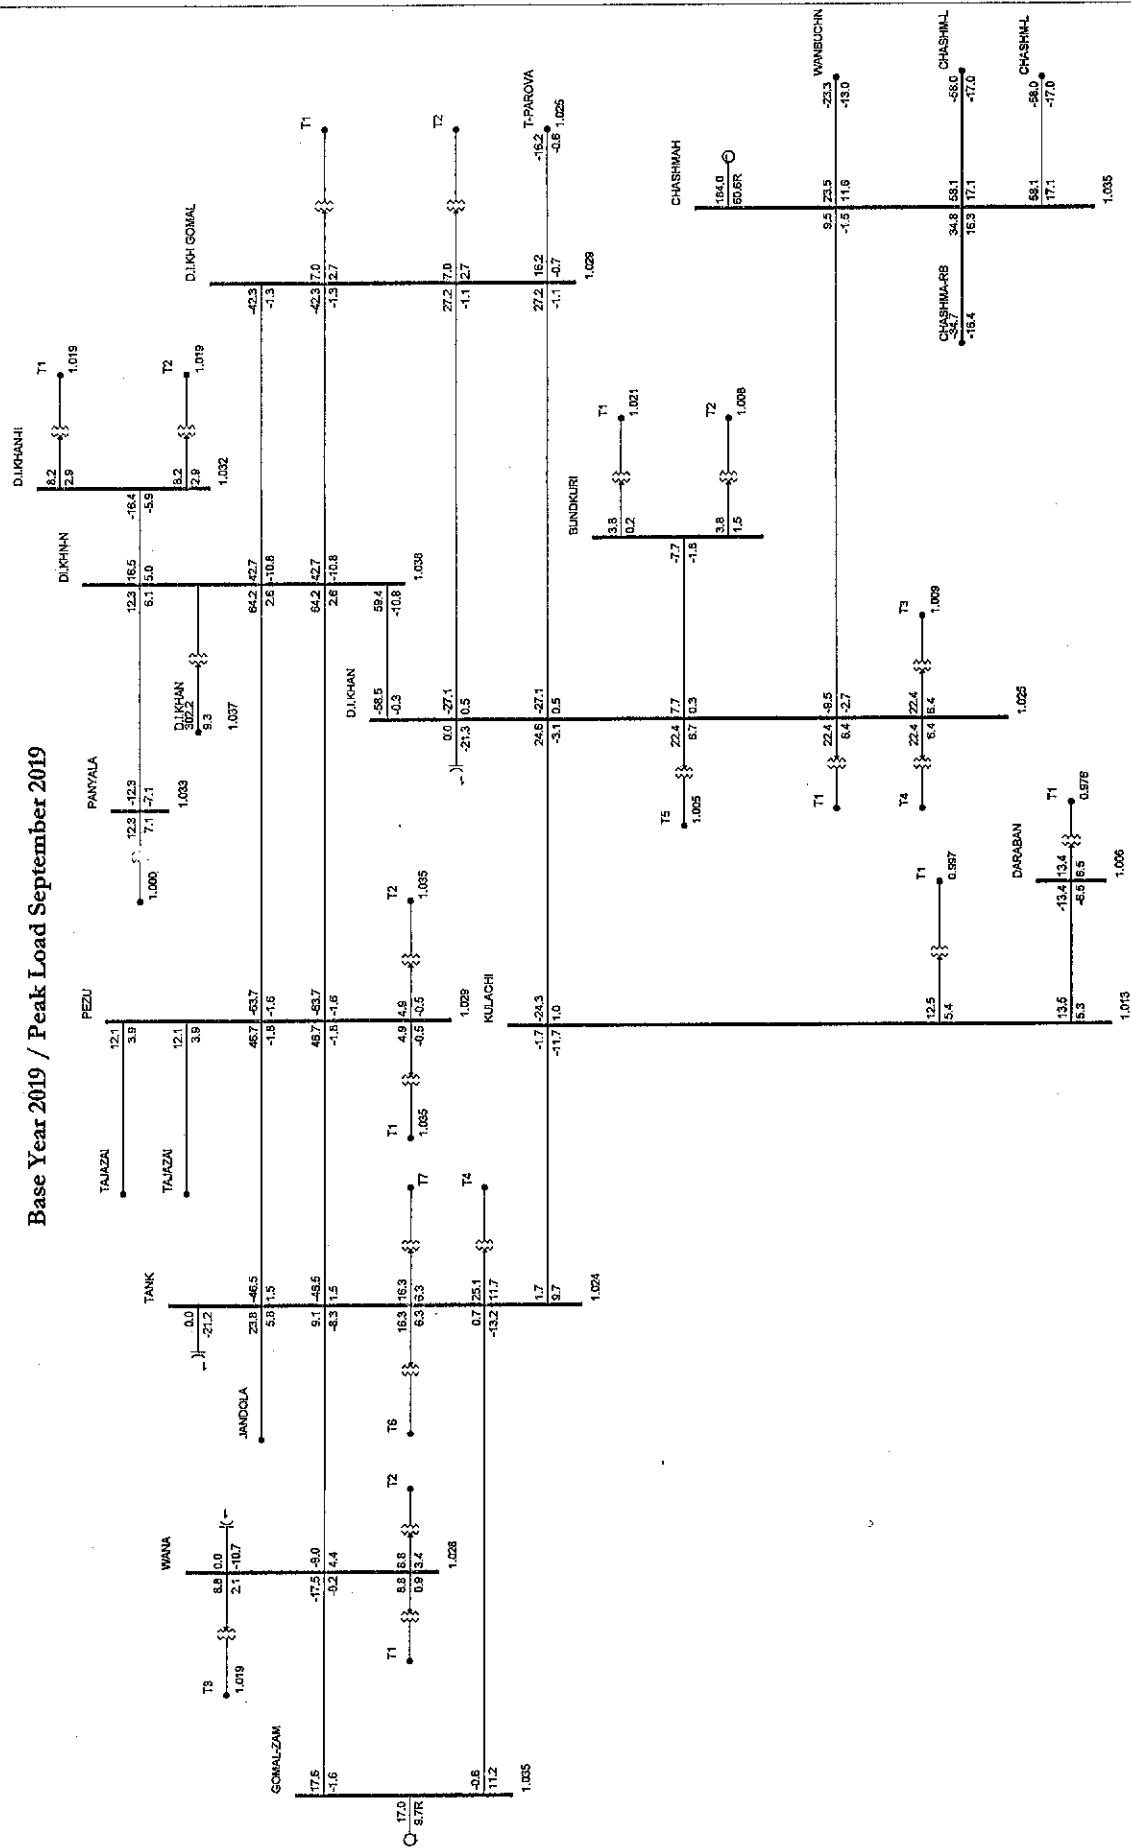 Base Year 2019 / Peak Load September 2019
GOMAL-ZAM
17.0
9.7R
17.6
-1.6
-0.6
11.2
1.035
WANA
T3
1.019
8.8 0.0
2.1 -10.7
-17.5 -9.0
-0.2 4.4
8.8 8.8
0.9 3.4
T1
T2
1.028
TANK
0.0
-21.2
JANDOLA
23.8 -46.5
5.8 1.5
9.1 -46.5
-8.3 1.5
T6
16.3 16.3
6.3 6.3
T7
0.7 25.1
-13.2 11.7
T4
1.7
9.7
1.024
PEZU
TAJAZAI
12.1
3.9
TAJAZAI
12.1
3.9
46.7 -63.7
-1.8 -1.6
46.7 -63.7
-1.8 -1.6
T1
1.035
4.9 4.9
-0.5 -0.5
T2
1.035
1.029
KULACHI
-1.7 -24.3
-11.7 1.0
12.5
5.4
T1
0.997
13.5
5.3
1.013
DARABAN
-13.4 13.4
-6.5 6.5
T1
0.976
1.006
PANYALA
1.000
12.3 -12.3
7.1 -7.1
1.033
DI.KHN-N
12.3 16.5
6.1 5.0
D.I.KHAN
302.2
9.3
1.037
64.2 42.7
2.6 -10.8
64.2 42.7
2.6 -10.8
59.4
-10.8
1.038
D.I.KHAN-II
8.2
2.9
T1
1.019
-16.4
-5.9
8.2
2.9
T2
1.019
1.032
D.I.KHAN
-58.5
-0.3
0.0 -27.1
-21.3 0.5
24.6 -27.1
-3.1 0.5
T5
1.005
22.4 7.7
6.7 0.3
T1
22.4 -9.5
6.4 -2.7
T4
22.4 22.4
6.4 6.4
T3
1.009
1.025
BUNDKURI
3.8
0.2
T1
1.021
-7.7
-1.8
3.8
1.5
T2
1.008
D.I.KH GOMAL
-42.3
-1.3
-42.3 7.0
-1.3 2.7
T1
27.2 7.0
-1.1 2.7
T2
27.2 16.2
-1.1 -0.7
T-PAROVA
-16.2
-0.6
1.025
1.029
CHASHMAH
184.0
60.6R
9.5 23.5
-1.5 11.6
WANBUCHN
-23.3
-13.0
CHASHMA-RB
-34.7
-16.4
34.8 58.1
16.3 17.1
CHASHM-L
-58.0
-17.0
58.1
17.1
CHASHM-L
-58.0
-17.0
1.035